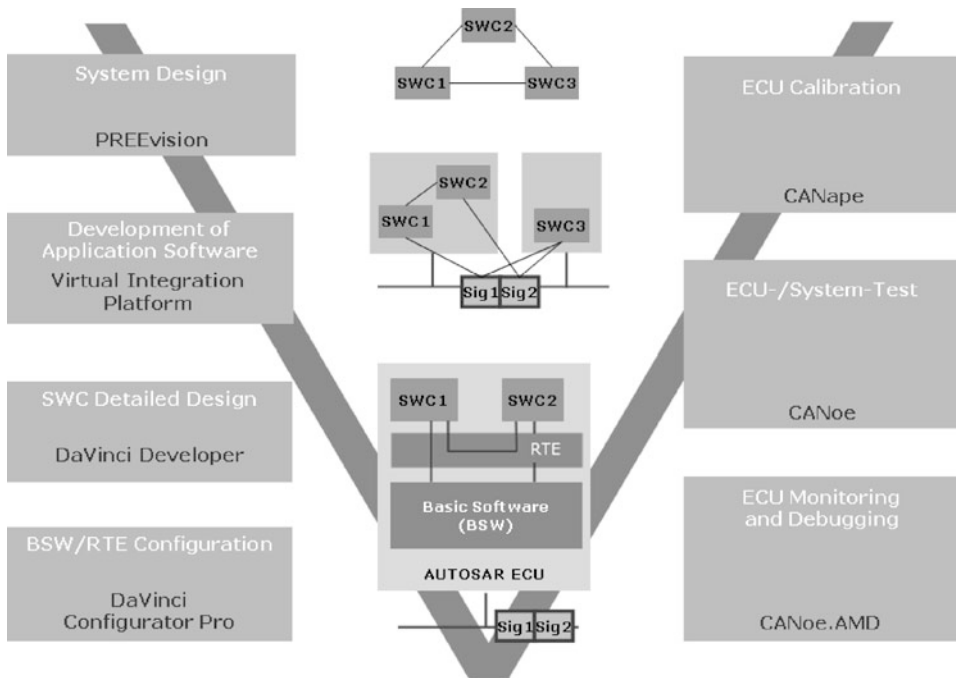 System Design
PREEvision
Development of
Application Software
Virtual Integration
Platform
SWC Detailed Design
DaVinci Developer
BSW/RTE Configuration
DaVinci
Configurator Pro
SWC2
SWC1
SWC3
SWC2
SWC1
SWC3
Sig1
Sig2
SWC1
SWC2
RTE
Basic Software
(BSW)
AUTOSAR ECU
Sig1
Sig2
ECU Calibration
CANape
ECU-/System-Test
CANoe
ECU Monitoring
and Debugging
CANoe.AMD